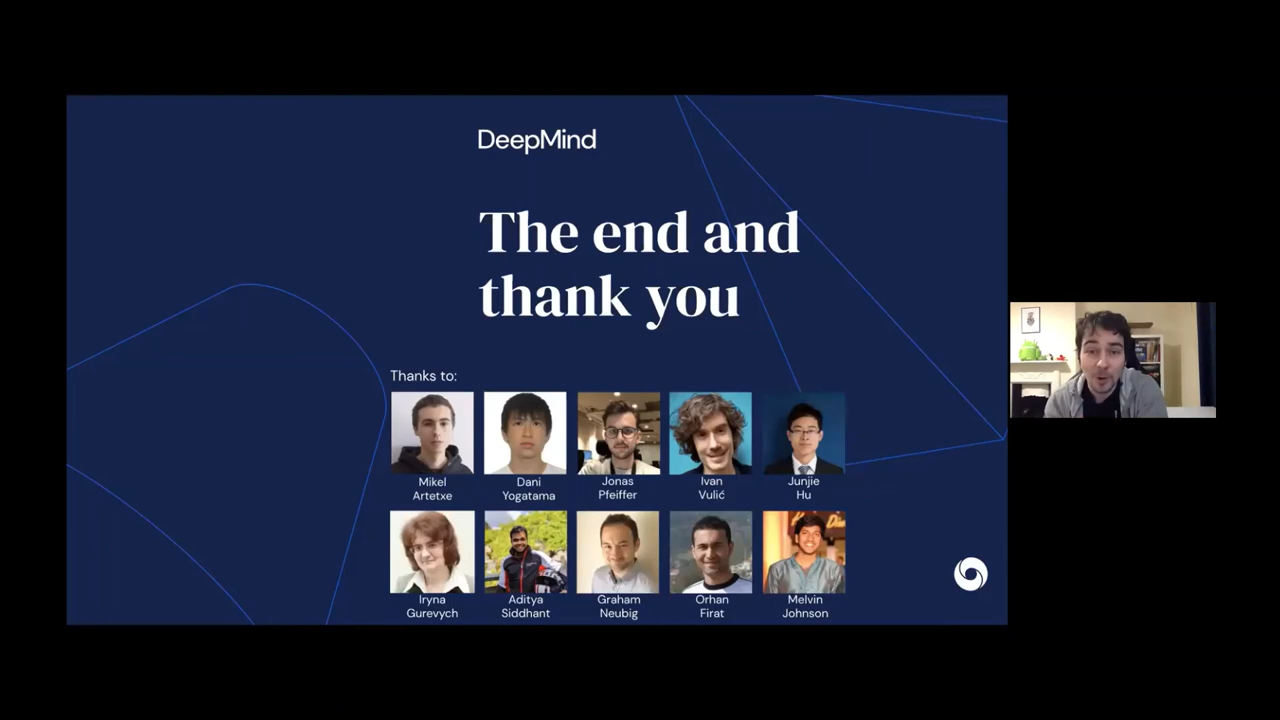 DeepMind
The end and
thank you
Thanks to:
Mikel
Artetxe
Dani
Yogatama
Jonas
Pfeiffer
Ivan
Vulić
Junjie
Hu
Iryna
Gurevych
Aditya
Siddhant
Graham
Neubig
Orhan
Firat
Melvin
Johnson